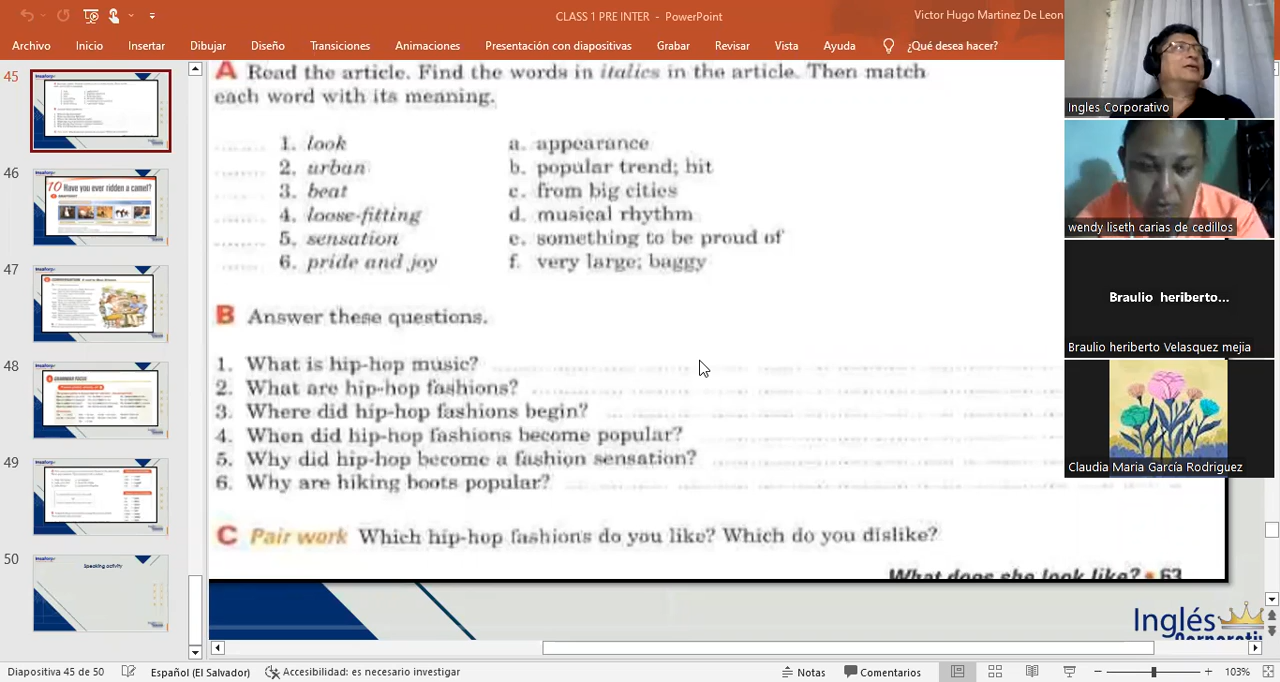 CLASS 1 PRE INTER - PowerPoint
Victor Hugo Martinez De Leon
Archivo Inicio Insertar Dibujar Diseño Transiciones Animaciones Presentación con diapositivas Grabar Revisar Vista Ayuda ¿Qué desea hacer?
45
46
10 Have you ever ridden a camel?
47
48
49
50
Speaking activity
A Read the article. Find the words in italics in the article. Then match
each word with its meaning.
1. look a. appearance
2. urban b. popular trend; hit
3. beat c. from big cities
4. loose-fitting d. musical rhythm
5. sensation e. something to be proud of
6. pride and joy f. very large; baggy
B Answer these questions.
1. What is hip-hop music?
2. What are hip-hop fashions?
3. Where did hip-hop fashions begin?
4. When did hip-hop fashions become popular?
5. Why did hip-hop become a fashion sensation?
6. Why are hiking boots popular?
C Pair work Which hip-hop fashions do you like? Which do you dislike?
What does she look like? • 63
Inglés
Ingles Corporativo
wendy liseth carias de cedillos
Braulio heriberto...
Braulio heriberto Velasquez mejia
Claudia Maria García Rodriguez
Diapositiva 45 de 50 Español (El Salvador) Accesibilidad: es necesario investigar Notas Comentarios 103%